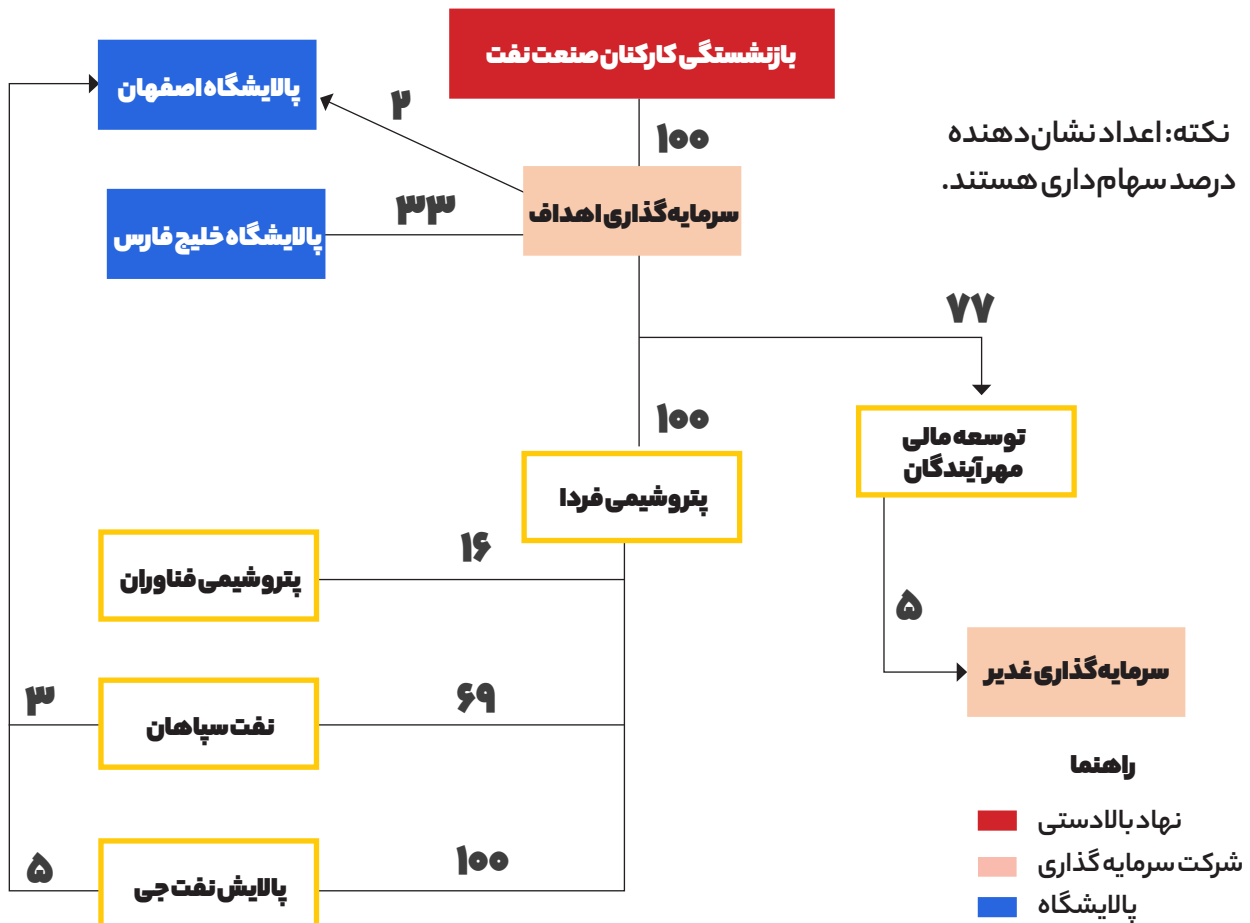 بازنشستگی کارکنان صنعت نفت
پالایشگاه اصفهان
۲
۱۰۰
نکته: اعداد نشان‌دهنده
درصد سهام‌داری هستند.
سرمایه‌گذاری اهداف
۳۳
پالایشگاه خلیج فارس
۷۷
۱۰۰
توسعه مالی
مهر آیندگان
پتروشیمی فردا
۱۶
پتروشیمی فناوران
۵
سرمایه‌گذاری غدیر
۶۹
نفت سپاهان
۳
۱۰۰
پالایش نفت جی
۵
راهنما
نهاد بالادستی
شرکت سرمایه گذاری
پالایشگاه